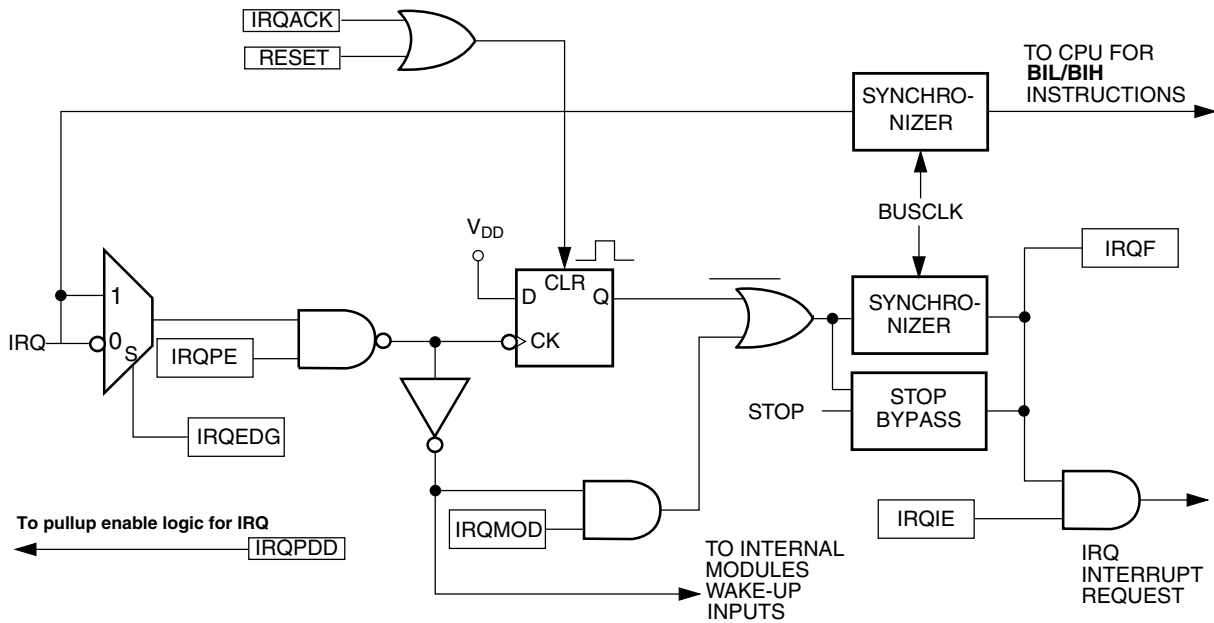 IRQACK
RESET
TO CPU FOR
BIL/BIH
INSTRUCTIONS
SYNCHRO-
NIZER
BUSCLK
VDD
CLR
D
Q
CK
IRQF
SYNCHRO-
NIZER
1
0
S
IRQ
IRQPE
IRQEDG
STOP
STOP
BYPASS
To pullup enable logic for IRQ
IRQPDD
IRQMOD
IRQIE
TO INTERNAL
MODULES
WAKE-UP
INPUTS
IRQ
INTERRUPT
REQUEST